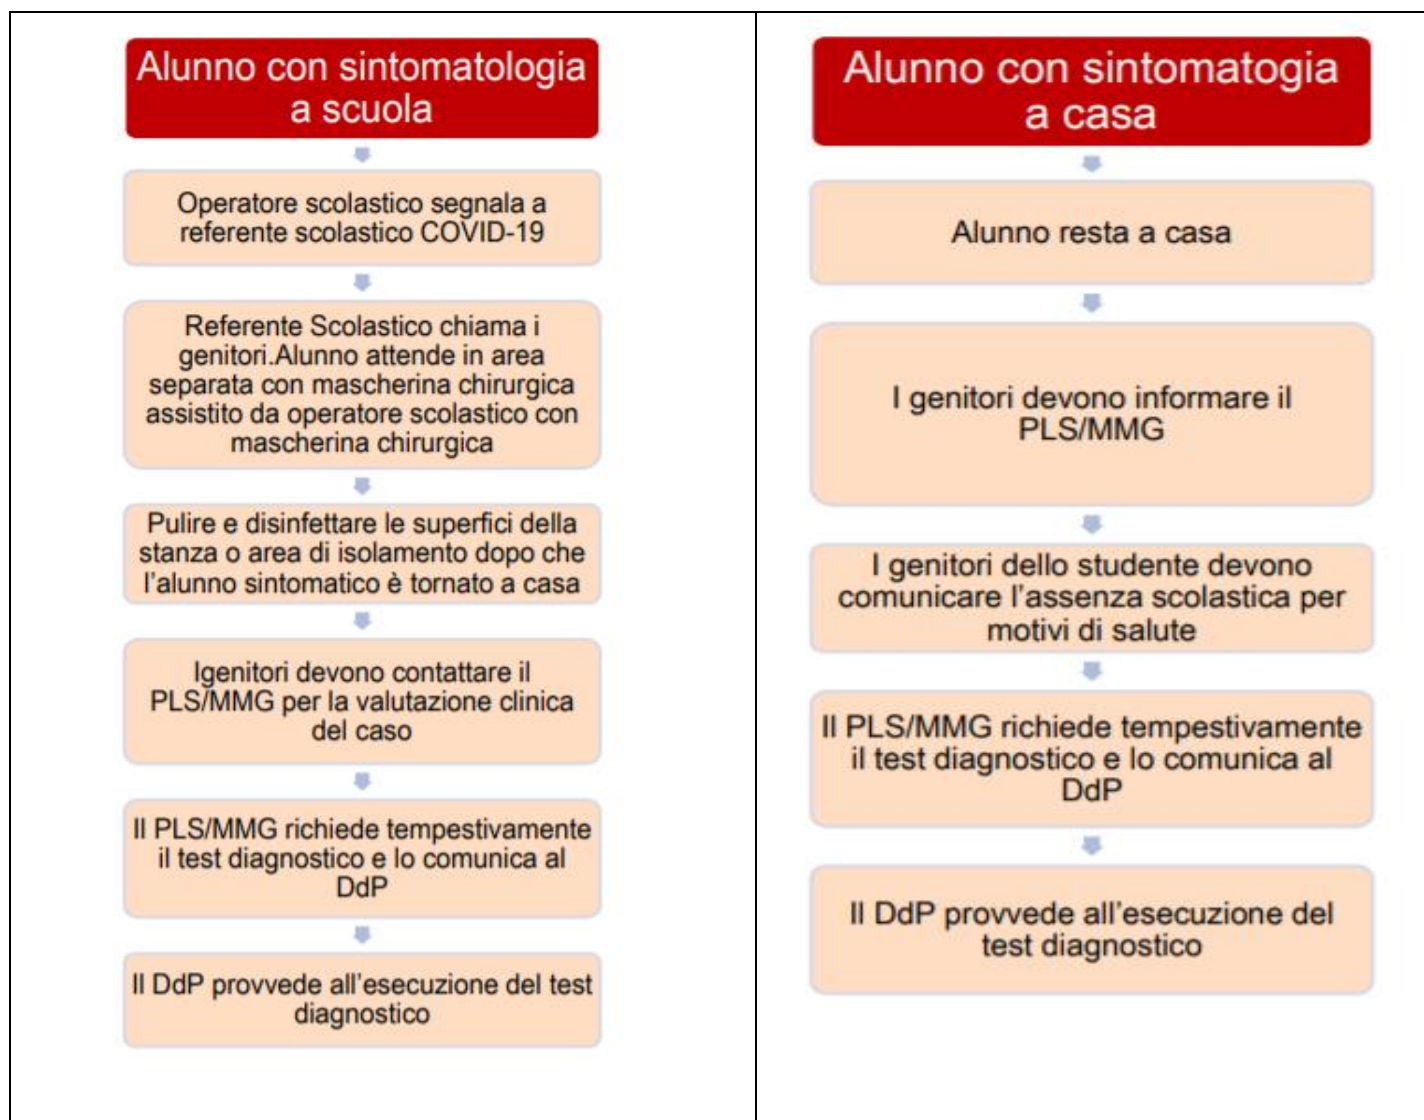 Alunno con sintomatologia
a scuola
Operatore scolastico segnala a
referente scolastico COVID-19
Referente Scolastico chiama i
genitori.Alunno attende in area
separata con mascherina chirurgica
assistito da operatore scolastico con
mascherina chirurgica
Pulire e disinfettare le superfici della
stanza o area di isolamento dopo che
l'alunno sintomatico è tornato a casa
Igenitori devono contattare il
PLS/MMG per la valutazione clinica
del caso
Il PLS/MMG richiede tempestivamente
il test diagnostico e lo comunica al
DdP
Il DdP provvede all'esecuzione del test
diagnostico
Alunno con sintomatogia
a casa
Alunno resta a casa
I genitori devono informare il
PLS/MMG
I genitori dello studente devono
comunicare l'assenza scolastica per
motivi di salute
Il PLS/MMG richiede tempestivamente
il test diagnostico e lo comunica al
DdP
Il DdP provvede all'esecuzione del
test diagnostico